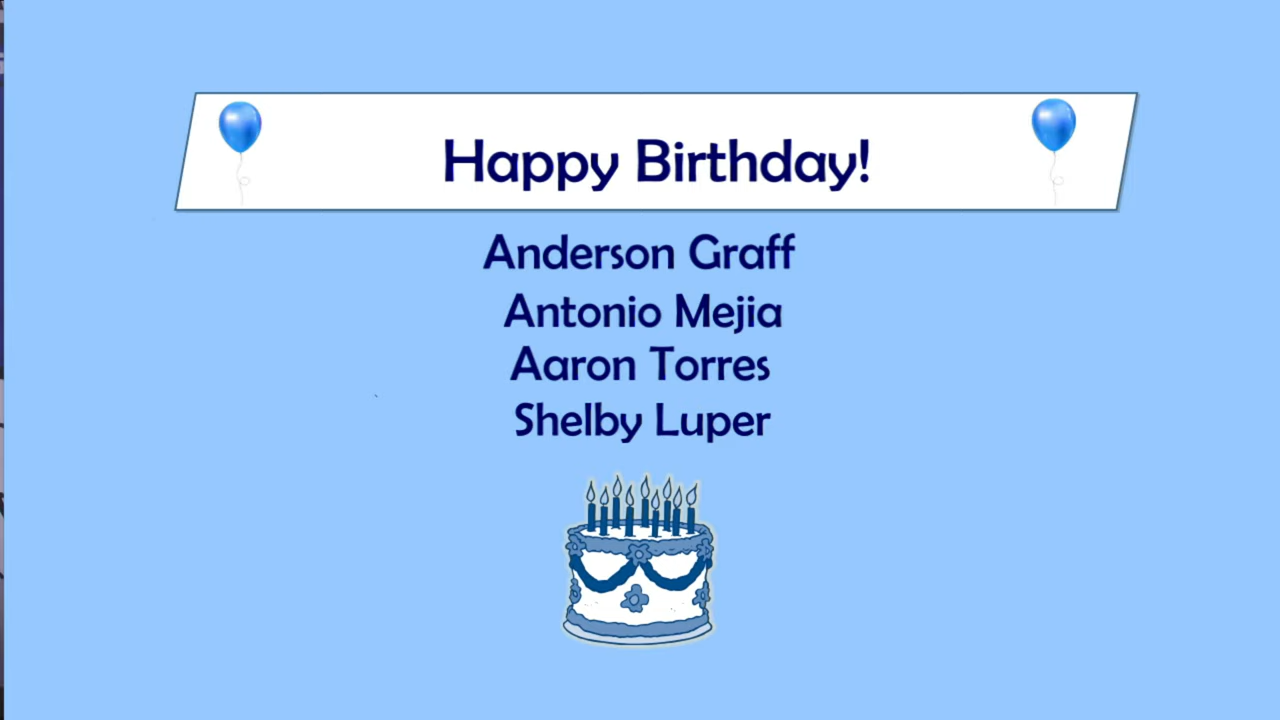 Happy Birthday!
Anderson Graff
Antonio Mejia
Aaron Torres
Shelby Luper